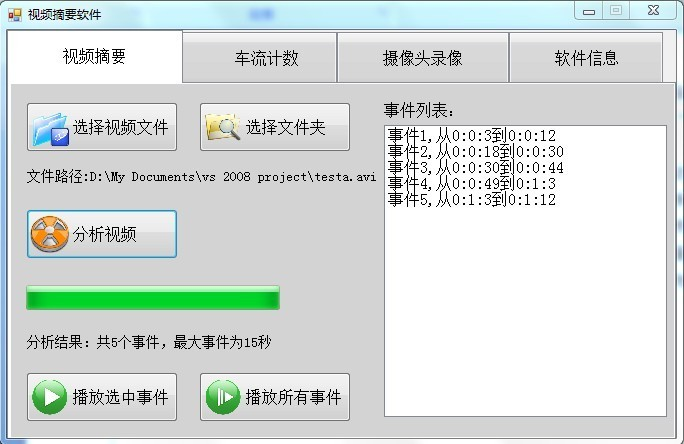 视频摘要软件
视频摘要
车流计数
摄像头录像
软件信息
选择视频文件
选择文件夹
文件路径:D:\My Documents\vs 2008 project\testa.avi
分析视频
分析结果：共5个事件，最大事件为15秒
播放选中事件
播放所有事件
事件列表：
事件1,从0:0:3到0:0:12
事件2,从0:0:18到0:0:30
事件3,从0:0:30到0:0:44
事件4,从0:0:49到0:1:3
事件5,从0:1:3到0:1:12